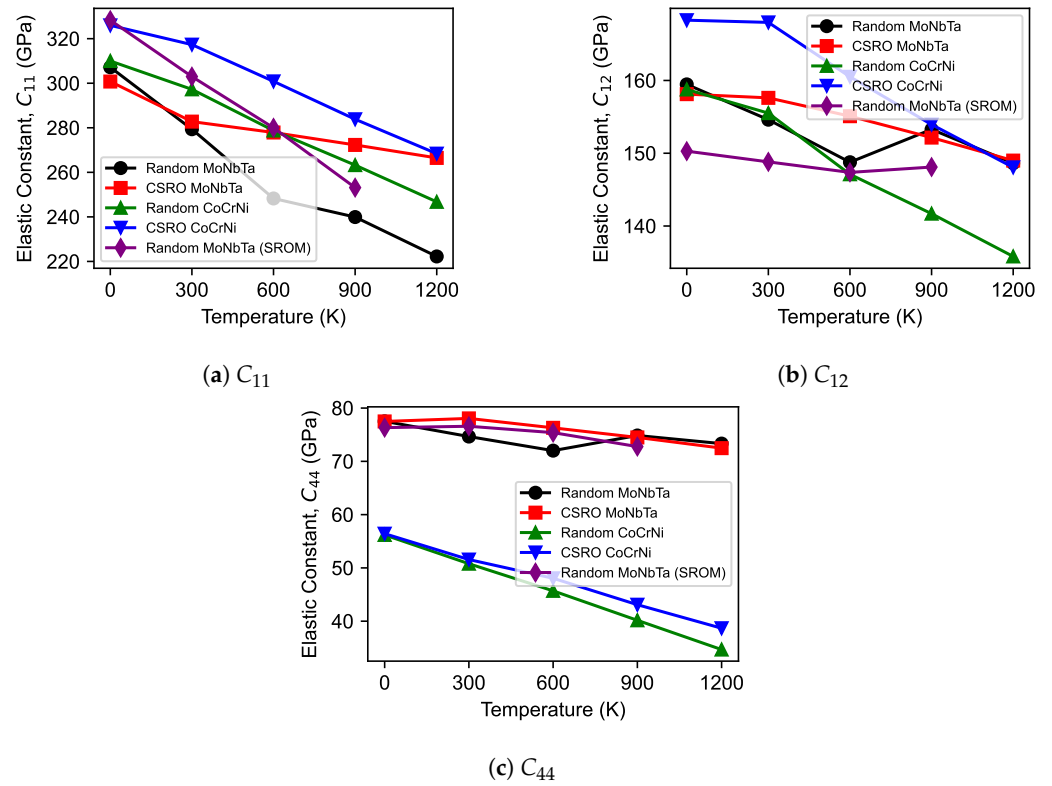 320
300
280
260
240
220
Elastic Constant, C₁₁ (GPa)
Random MoNbTa
CSRO MoNbTa
Random CoCrNi
CSRO CoCrNi
Random MoNbTa (SROM)
0 300 600 900 1200
Temperature (K)
(a) C₁₁
160
150
140
Elastic Constant, C₁₂ (GPa)
Random MoNbTa
CSRO MoNbTa
Random CoCrNi
CSRO CoCrNi
Random MoNbTa (SROM)
0 300 600 900 1200
Temperature (K)
(b) C₁₂
80
70
60
50
40
Elastic Constant, C₄₄ (GPa)
Random MoNbTa
CSRO MoNbTa
Random CoCrNi
CSRO CoCrNi
Random MoNbTa (SROM)
0 300 600 900 1200
Temperature (K)
(c) C₄₄